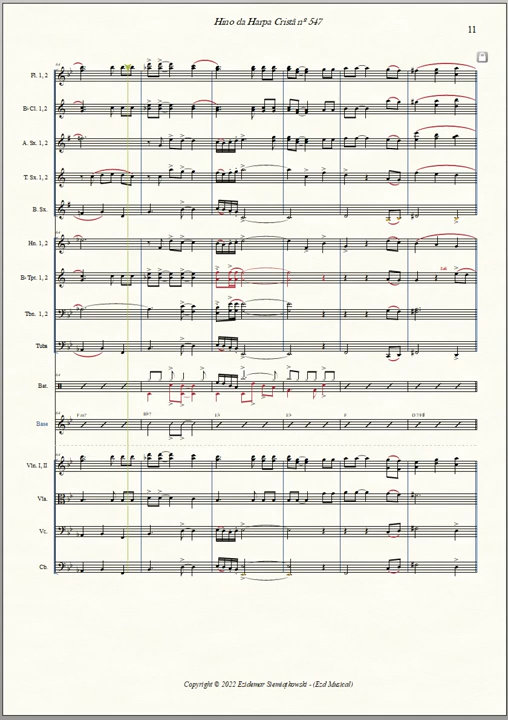 Hino da Harpa Cristã nº 547
11
Fl. 1, 2
B♭ Cl. 1, 2
A. Sx. 1, 2
T. Sx. 1, 2
B. Sx.
Hn. 1, 2
B♭ Tpt. 1, 2
Tbn. 1, 2
Tuba
Bat.
Base
Vln. I, II
Vla.
Vc.
Cb.
Copyright © 2022 Ezidemar Siemiątkowski - (Ezd Musical)